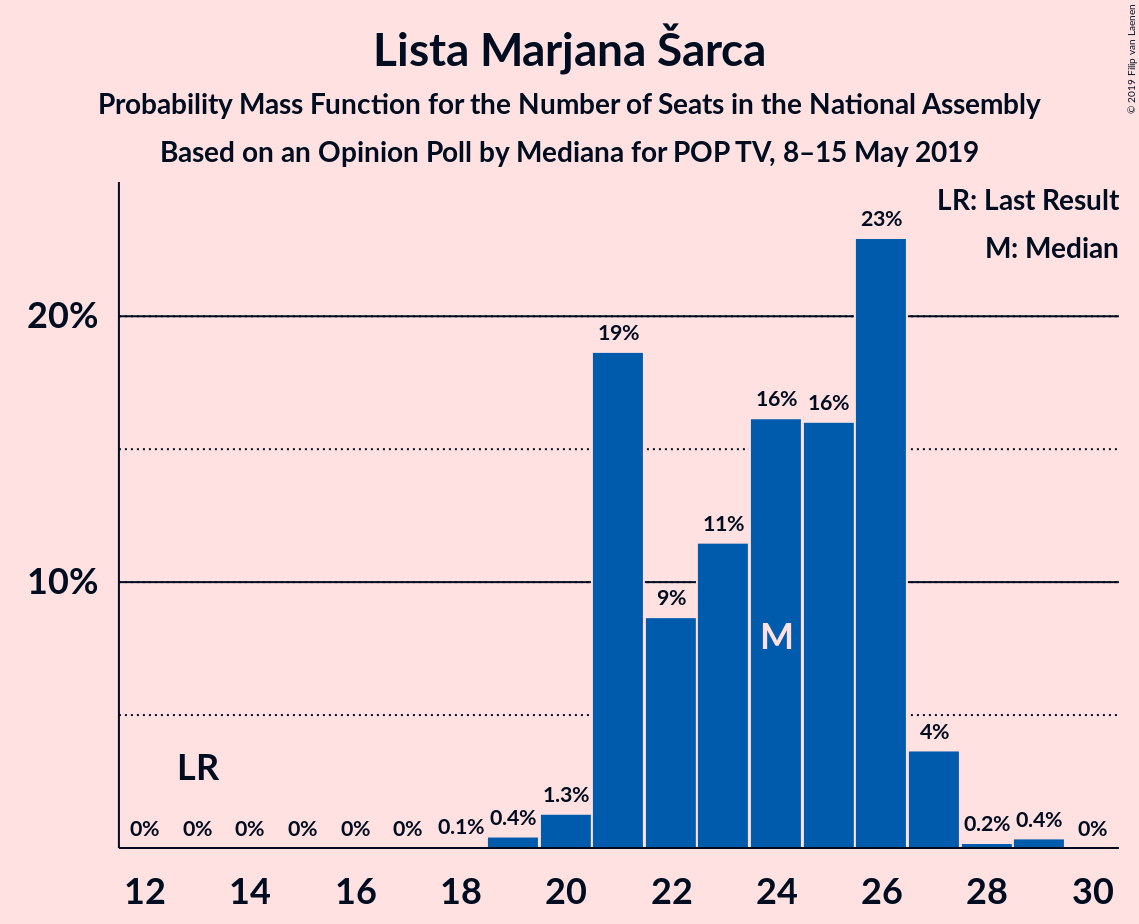 Lista Marjana Šarca
Probability Mass Function for the Number of Seats in the National Assembly
Based on an Opinion Poll by Mediana for POP TV, 8–15 May 2019
© 2019 Filip van Laenen
LR: Last Result
M: Median
20%
10%
0% 0% 0% 0% 0% 0% 0.1% 0.4% 1.3% 19% 9% 11% 16% 16% 23% 4% 0.2% 0.4% 0%
LR
M
12 14 16 18 20 22 24 26 28 30